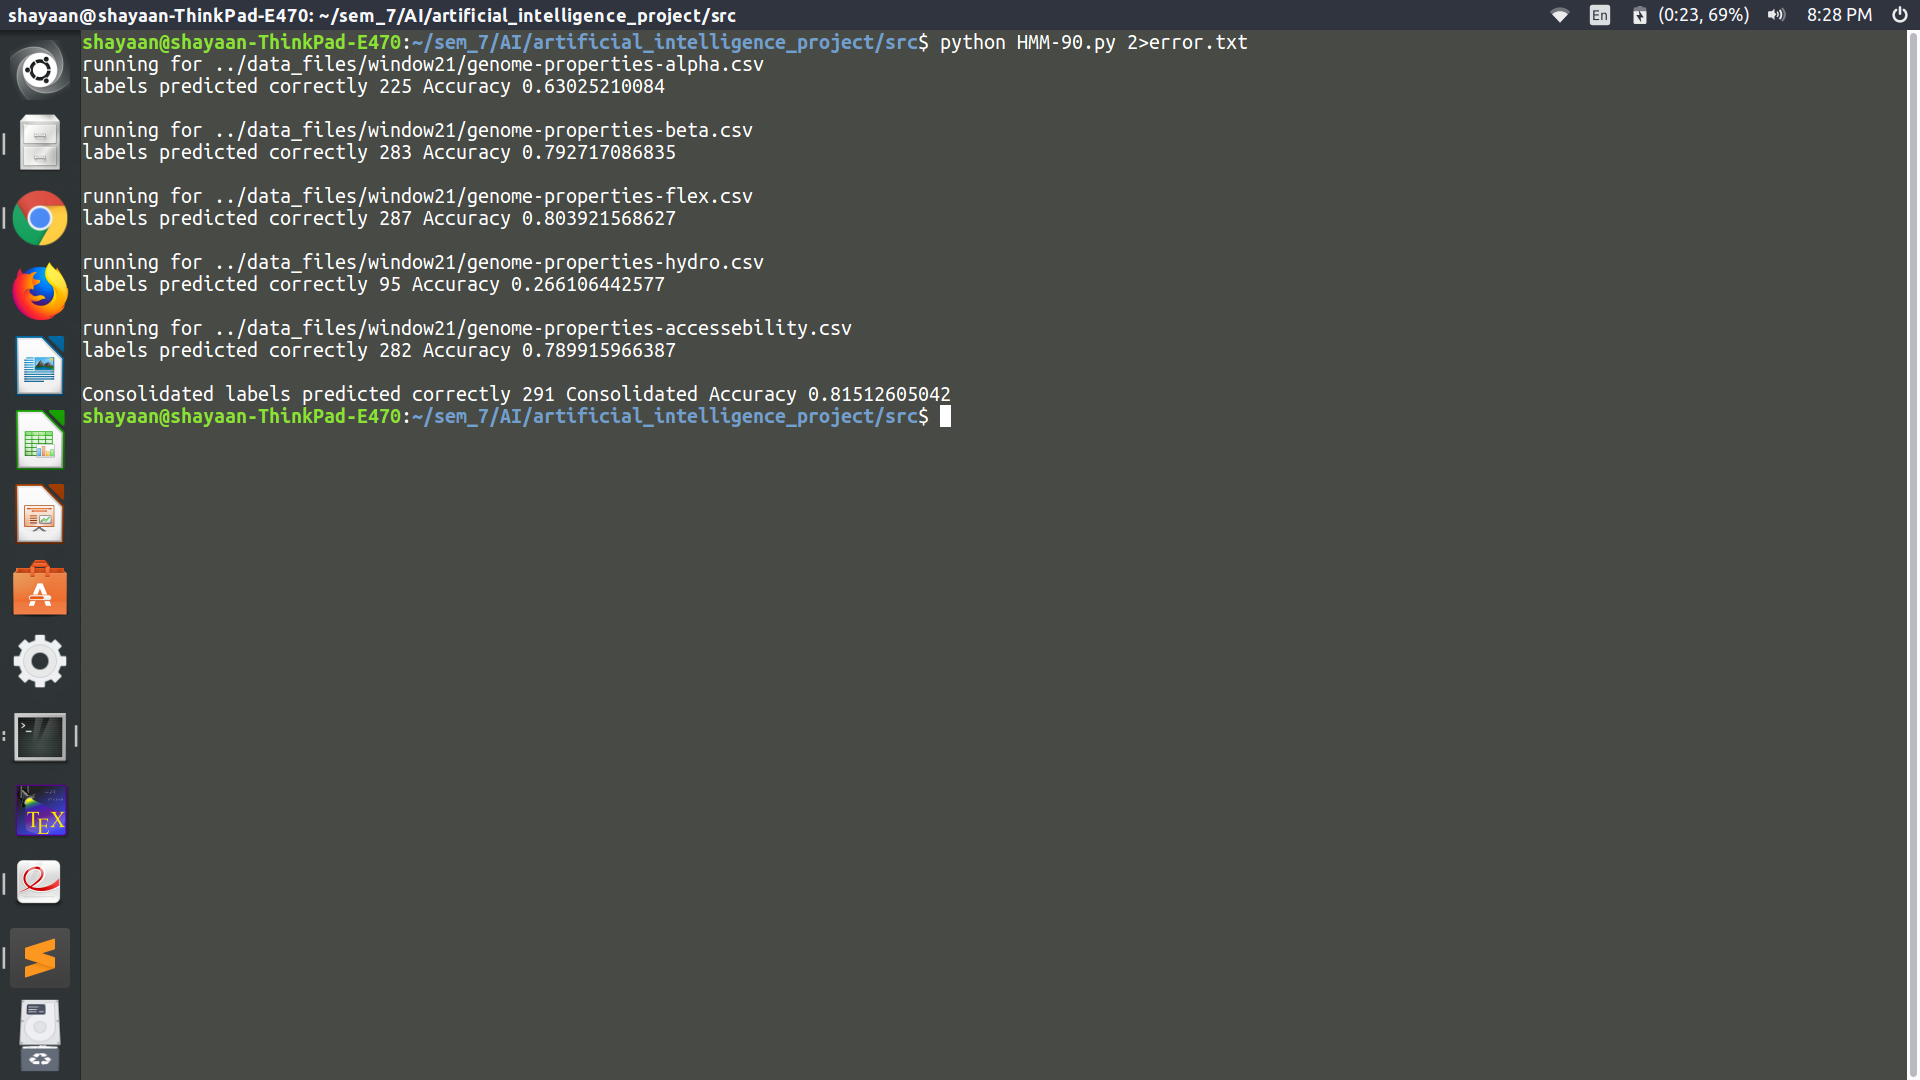 shayaan@shayaan-ThinkPad-E470: ~/sem_7/AI/artificial_intelligence_project/src
En (0:23, 69%) 8:28 PM
shayaan@shayaan-ThinkPad-E470:~/sem_7/AI/artificial_intelligence_project/src$ python HMM-90.py 2>error.txt
running for ../data_files/window21/genome-properties-alpha.csv
labels predicted correctly 225 Accuracy 0.63025210084
running for ../data_files/window21/genome-properties-beta.csv
labels predicted correctly 283 Accuracy 0.792717086835
running for ../data_files/window21/genome-properties-flex.csv
labels predicted correctly 287 Accuracy 0.803921568627
running for ../data_files/window21/genome-properties-hydro.csv
labels predicted correctly 95 Accuracy 0.266106442577
running for ../data_files/window21/genome-properties-accessebility.csv
labels predicted correctly 282 Accuracy 0.789915966387
Consolidated labels predicted correctly 291 Consolidated Accuracy 0.81512605042
shayaan@shayaan-ThinkPad-E470:~/sem_7/AI/artificial_intelligence_project/src$
TEX